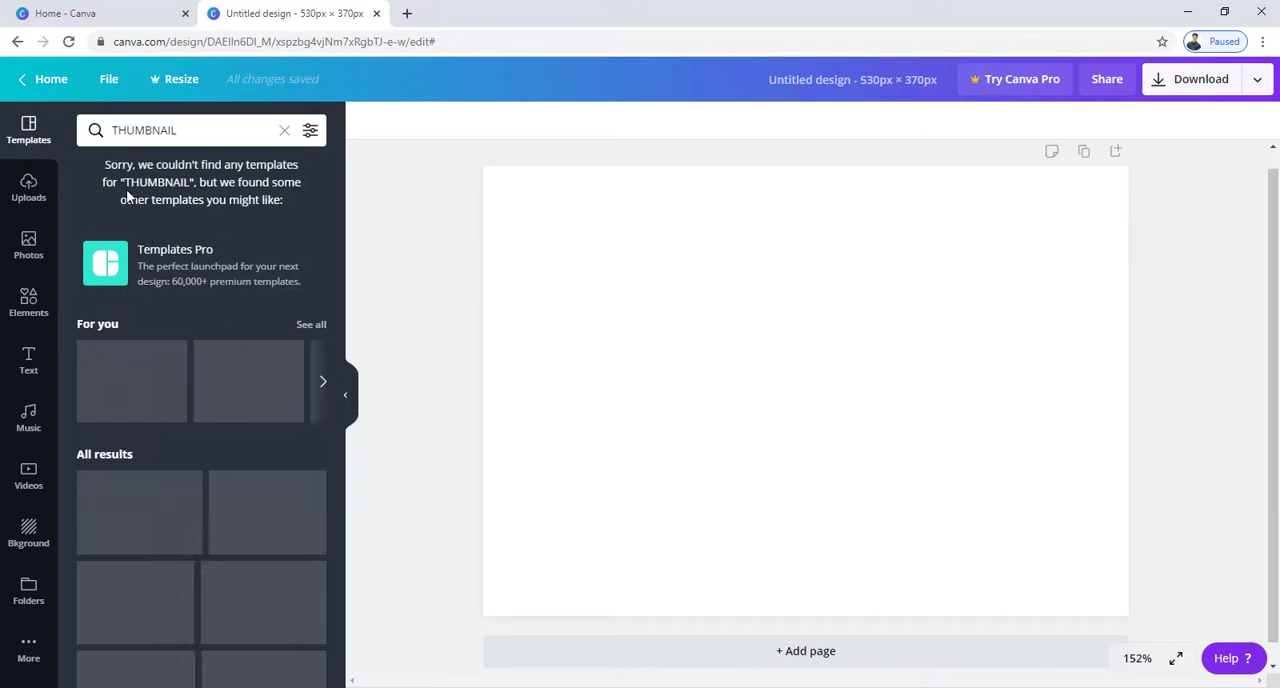 Home - Canva
Untitled design - 530px × 370px
canva.com/design/DAEIIn6DI_M/xspzbg4vjNm7xRgbTJ-e-w/edit#
Paused
Home
File
Resize
All changes saved
Untitled design - 530px × 370px
Try Canva Pro
Share
Download
Templates
Uploads
Photos
Elements
Text
Music
Videos
Bkground
Folders
More
THUMBNAIL
Sorry, we couldn't find any templates
for "THUMBNAIL", but we found some
other templates you might like:
Templates Pro
The perfect launchpad for your next
design: 60,000+ premium templates.
For you
See all
All results
+ Add page
152%
Help ?